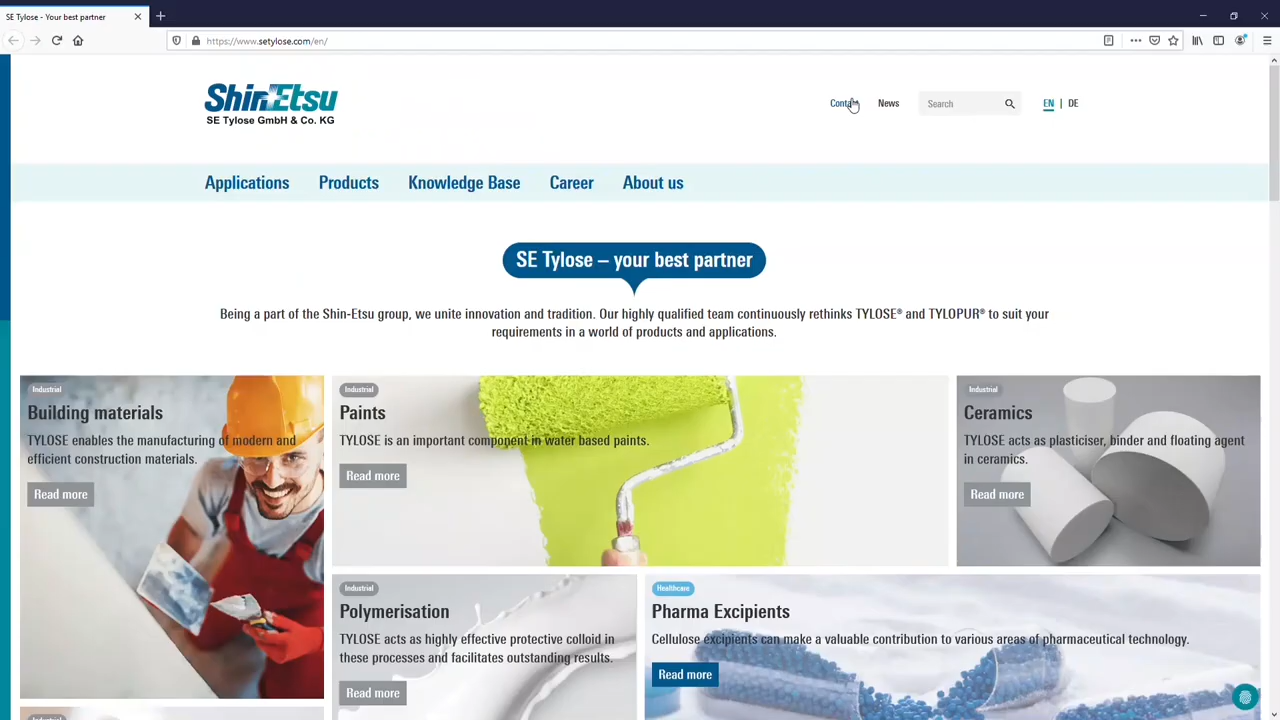 SE Tylose - Your best partner
https://www.setylose.com/en/
Shin-Etsu
SE Tylose GmbH & Co. KG
Contact
News
Search
EN | DE
Applications
Products
Knowledge Base
Career
About us
SE Tylose – your best partner
Being a part of the Shin-Etsu group, we unite innovation and tradition. Our highly qualified team continuously rethinks TYLOSE® and TYLOPUR® to suit your
requirements in a world of products and applications.
Industrial
Building materials
TYLOSE enables the manufacturing of modern and
efficient construction materials.
Read more
Industrial
Paints
TYLOSE is an important component in water based paints.
Read more
Industrial
Ceramics
TYLOSE acts as plasticiser, binder and floating agent
in ceramics.
Read more
Industrial
Polymerisation
TYLOSE acts as highly effective protective colloid in
these processes and facilitates outstanding results.
Read more
Healthcare
Pharma Excipients
Cellulose excipients can make a valuable contribution to various areas of pharmaceutical technology.
Read more